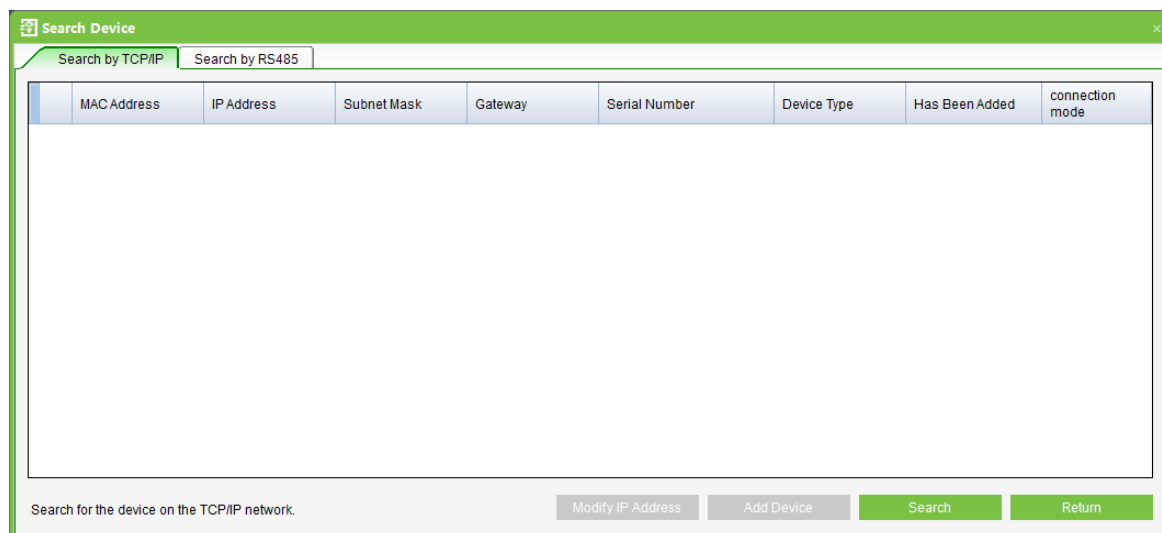 Search Device
Search by TCP/IP Search by RS485
MAC Address IP Address Subnet Mask Gateway Serial Number Device Type Has Been Added connection mode
Search for the device on the TCP/IP network. Modify IP Address Add Device Search Return